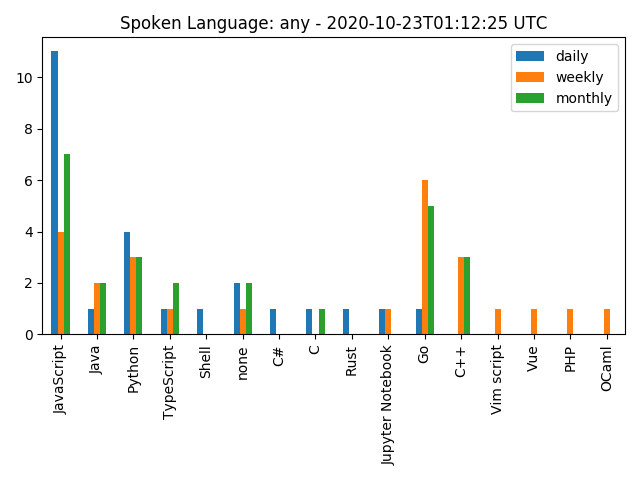 Spoken Language: any - 2020-10-23T01:12:25 UTC
daily
weekly
monthly
10
8
6
4
2
0
JavaScript
Java
Python
TypeScript
Shell
none
C#
C
Rust
Jupyter Notebook
Go
C++
Vim script
Vue
PHP
OCaml